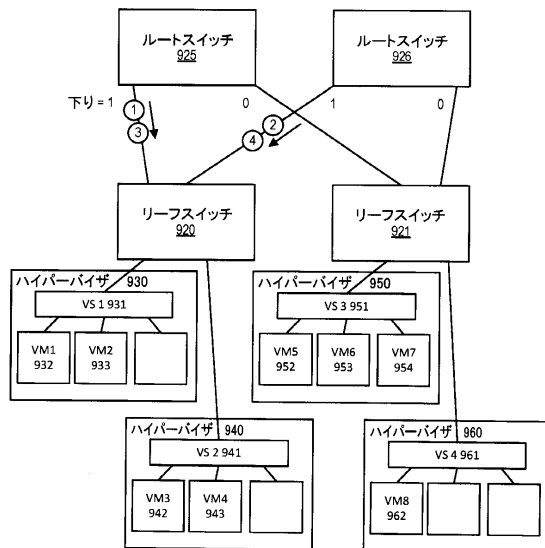 ルートスイッチ
925
ルートスイッチ
926
下り = 1
1
3
0
1
0
2
4
リーフスイッチ
920
リーフスイッチ
921
ハイパーバイザ 930
VS 1 931
VM1
932
VM2
933
ハイパーバイザ 950
VS 3 951
VM5
952
VM6
953
VM7
954
ハイパーバイザ 940
VS 2 941
VM3
942
VM4
943
ハイパーバイザ 960
VS 4 961
VM8
962